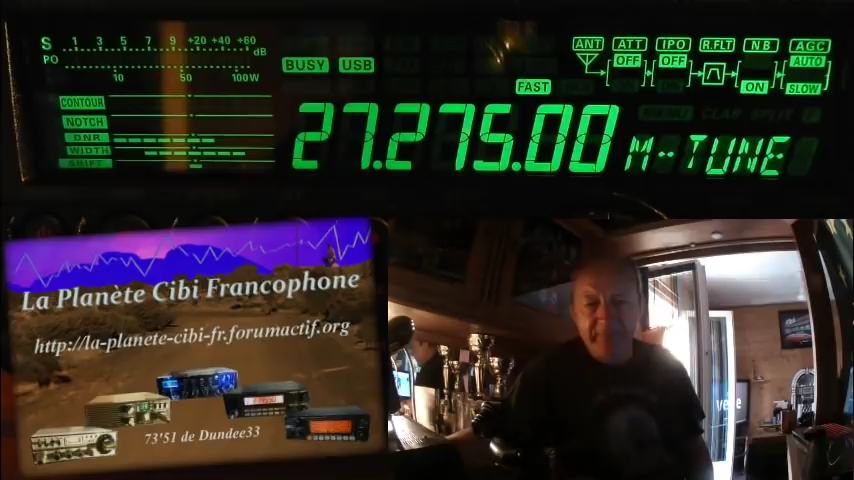 S 1 3 5 7 9 +20 +40 +60 dB
PO 10 50 100W
BUSY USB
ANT ATT IPO R.FLT NB AGC
OFF OFF AUTO
ON SLOW
FAST
CONTOUR
NOTCH
DNR
WIDTH
SHIFT
27.275.00 M--TUNE
La Planète Cibi Francophone
http://la-planete-cibi-fr.forumactif.org
73'51 de Dundee33